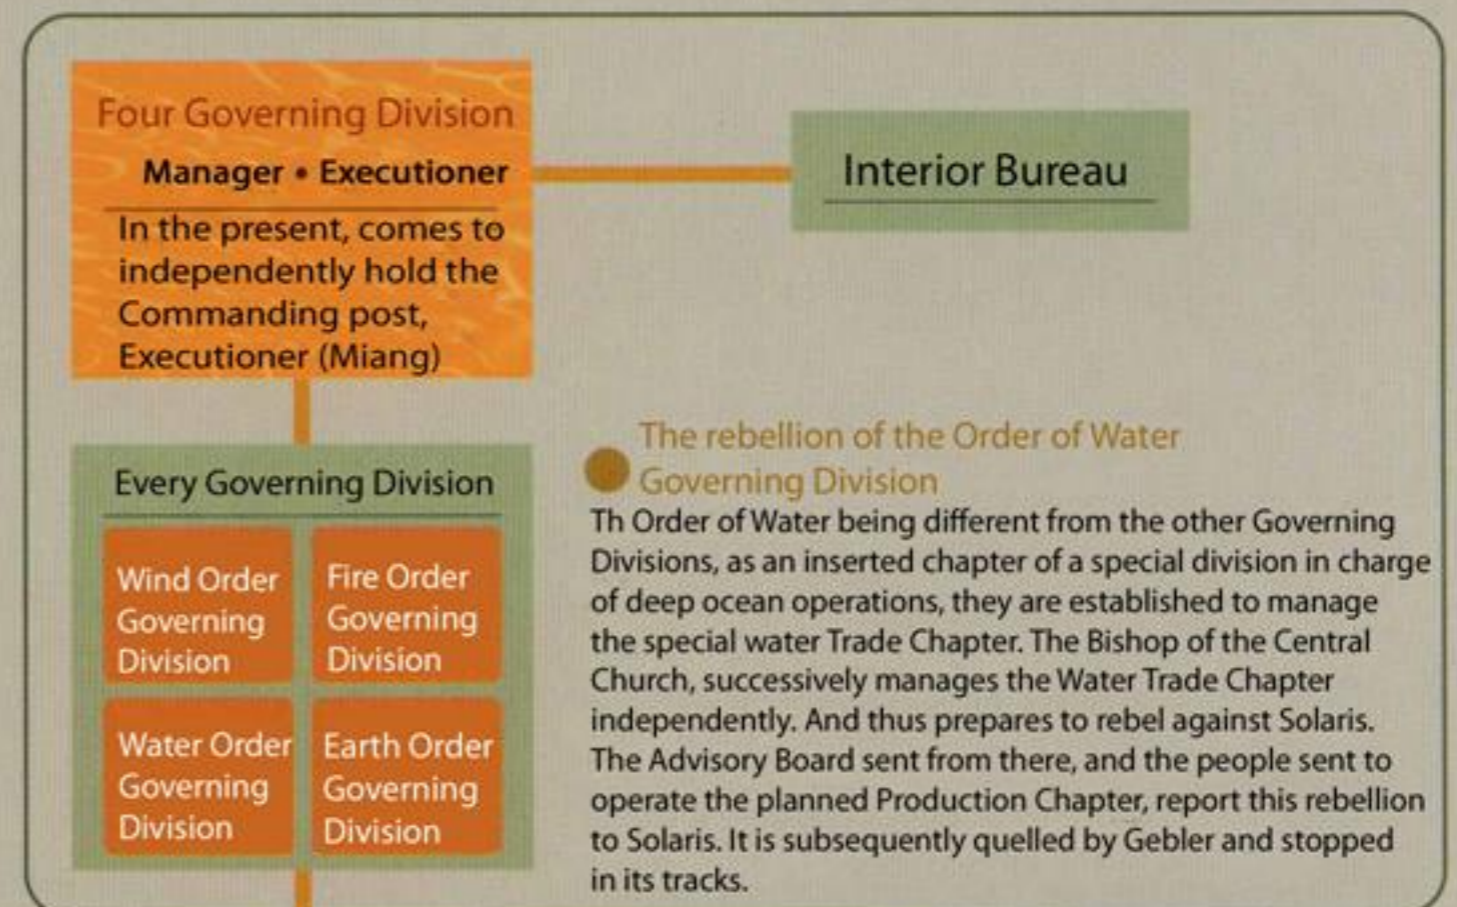 Four Governing Division
Manager • Executioner
In the present, comes to
independently hold the
Commanding post,
Executioner (Miang)
Interior Bureau
Every Governing Division
Wind Order
Governing
Division
Fire Order
Governing
Division
Water Order
Governing
Division
Earth Order
Governing
Division
The rebellion of the Order of Water
Governing Division
Th Order of Water being different from the other Governing
Divisions, as an inserted chapter of a special division in charge
of deep ocean operations, they are established to manage
the special water Trade Chapter. The Bishop of the Central
Church, successively manages the Water Trade Chapter
independently. And thus prepares to rebel against Solaris.
The Advisory Board sent from there, and the people sent to
operate the planned Production Chapter, report this rebellion
to Solaris. It is subsequently quelled by Gebler and stopped
in its tracks.